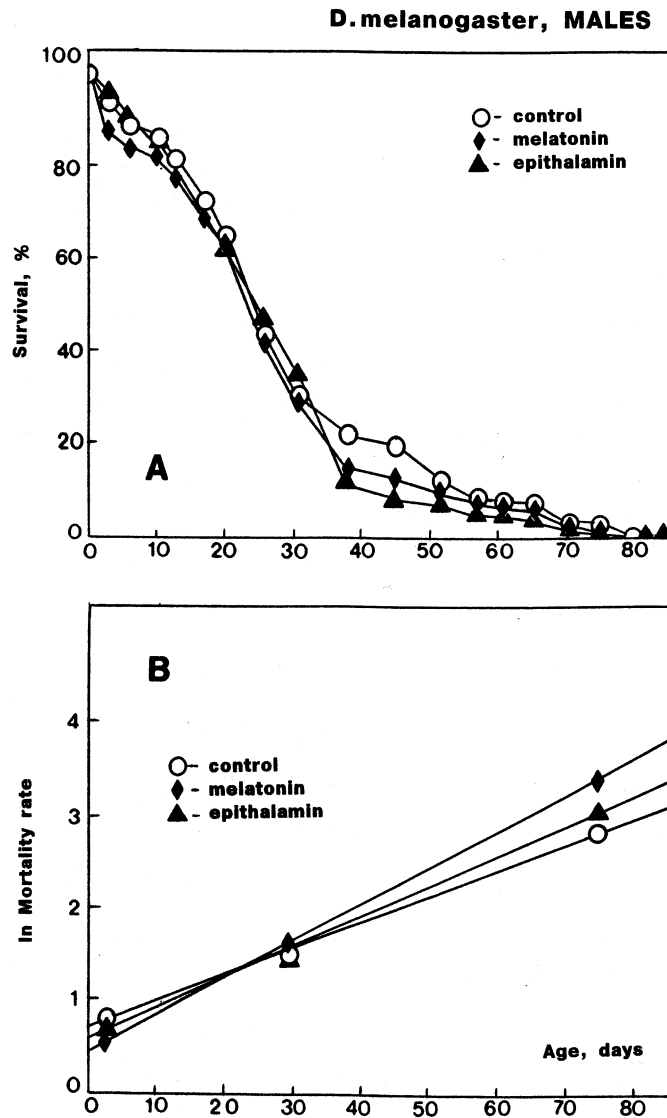 D.melanogaster, MALES
100
80
60
40
20
0
Survival, %
-control
- melatonin
- epithalamin
A
0 10 20 30 40 50 60 70 80
B
4
3
2
1
0
ln Mortality rate
- control
- melatonin
- epithalamin
Age, days
0 10 20 30 40 50 60 70 80